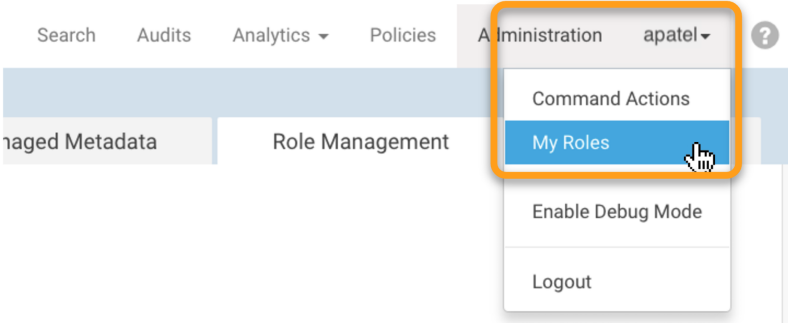 Search Audits Analytics Policies Administration apatel ?
Command Actions
naged Metadata Role Management My Roles
Enable Debug Mode
Logout